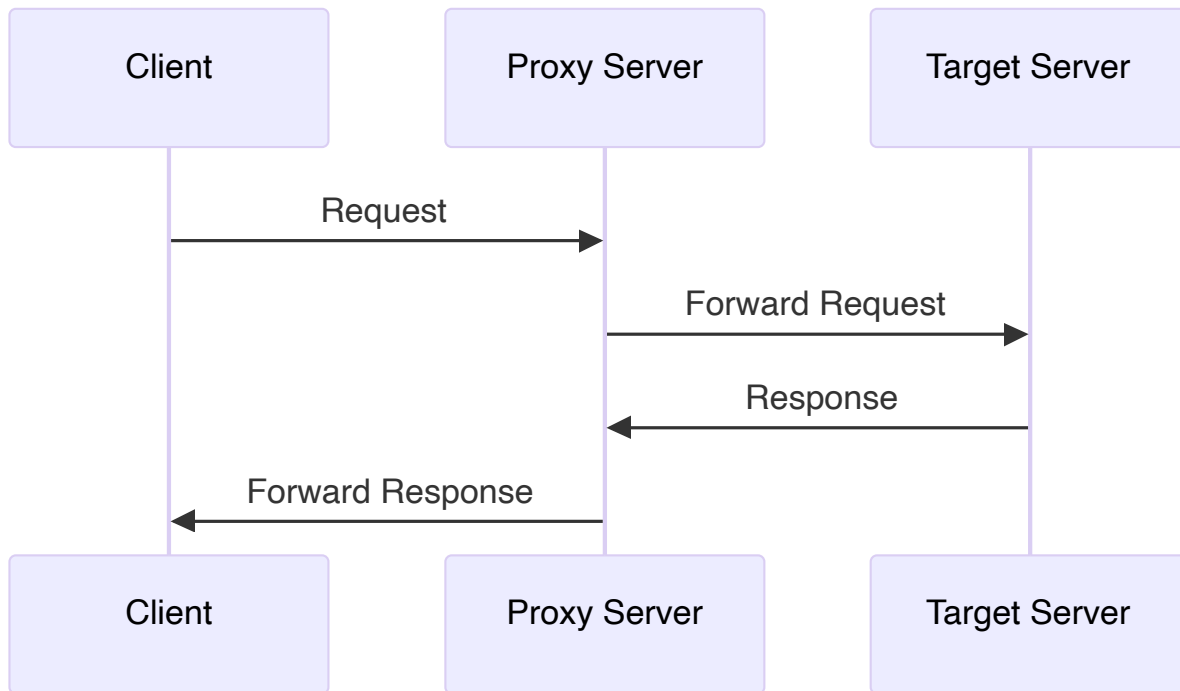 Client
Proxy Server
Target Server
Request
Forward Request
Response
Forward Response
Client
Proxy Server
Target Server